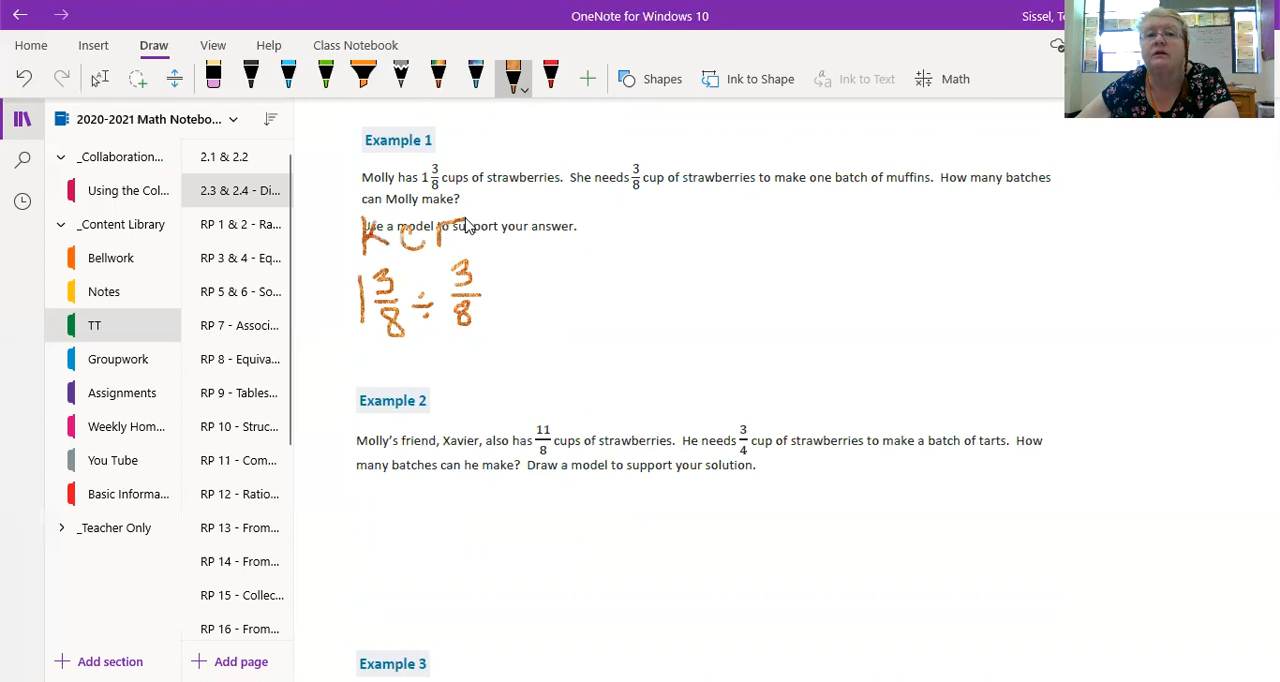 OneNote for Windows 10
Sissel, Te
Home Insert Draw View Help Class Notebook
Shapes Ink to Shape Ink to Text Math
2020-2021 Math Notebo...
_Collaboration...
Using the Col...
_Content Library
Bellwork
Notes
TT
Groupwork
Assignments
Weekly Hom...
You Tube
Basic Informa...
_Teacher Only
Add section
2.1 & 2.2
2.3 & 2.4 - Di...
RP 1 & 2 - Ra...
RP 3 & 4 - Eq...
RP 5 & 6 - So...
RP 7 - Associ...
RP 8 - Equiva...
RP 9 - Tables...
RP 10 - Struc...
RP 11 - Com...
RP 12 - Ratio...
RP 13 - From...
RP 14 - From...
RP 15 - Collec...
RP 16 - From...
Add page
Example 1
Molly has 1 3/8 cups of strawberries. She needs 3/8 cup of strawberries to make one batch of muffins. How many batches
can Molly make?
Use a model to support your answer.
K C F
1 3/8 ÷ 3/8
Example 2
Molly's friend, Xavier, also has 11/8 cups of strawberries. He needs 3/4 cup of strawberries to make a batch of tarts. How
many batches can he make? Draw a model to support your solution.
Example 3